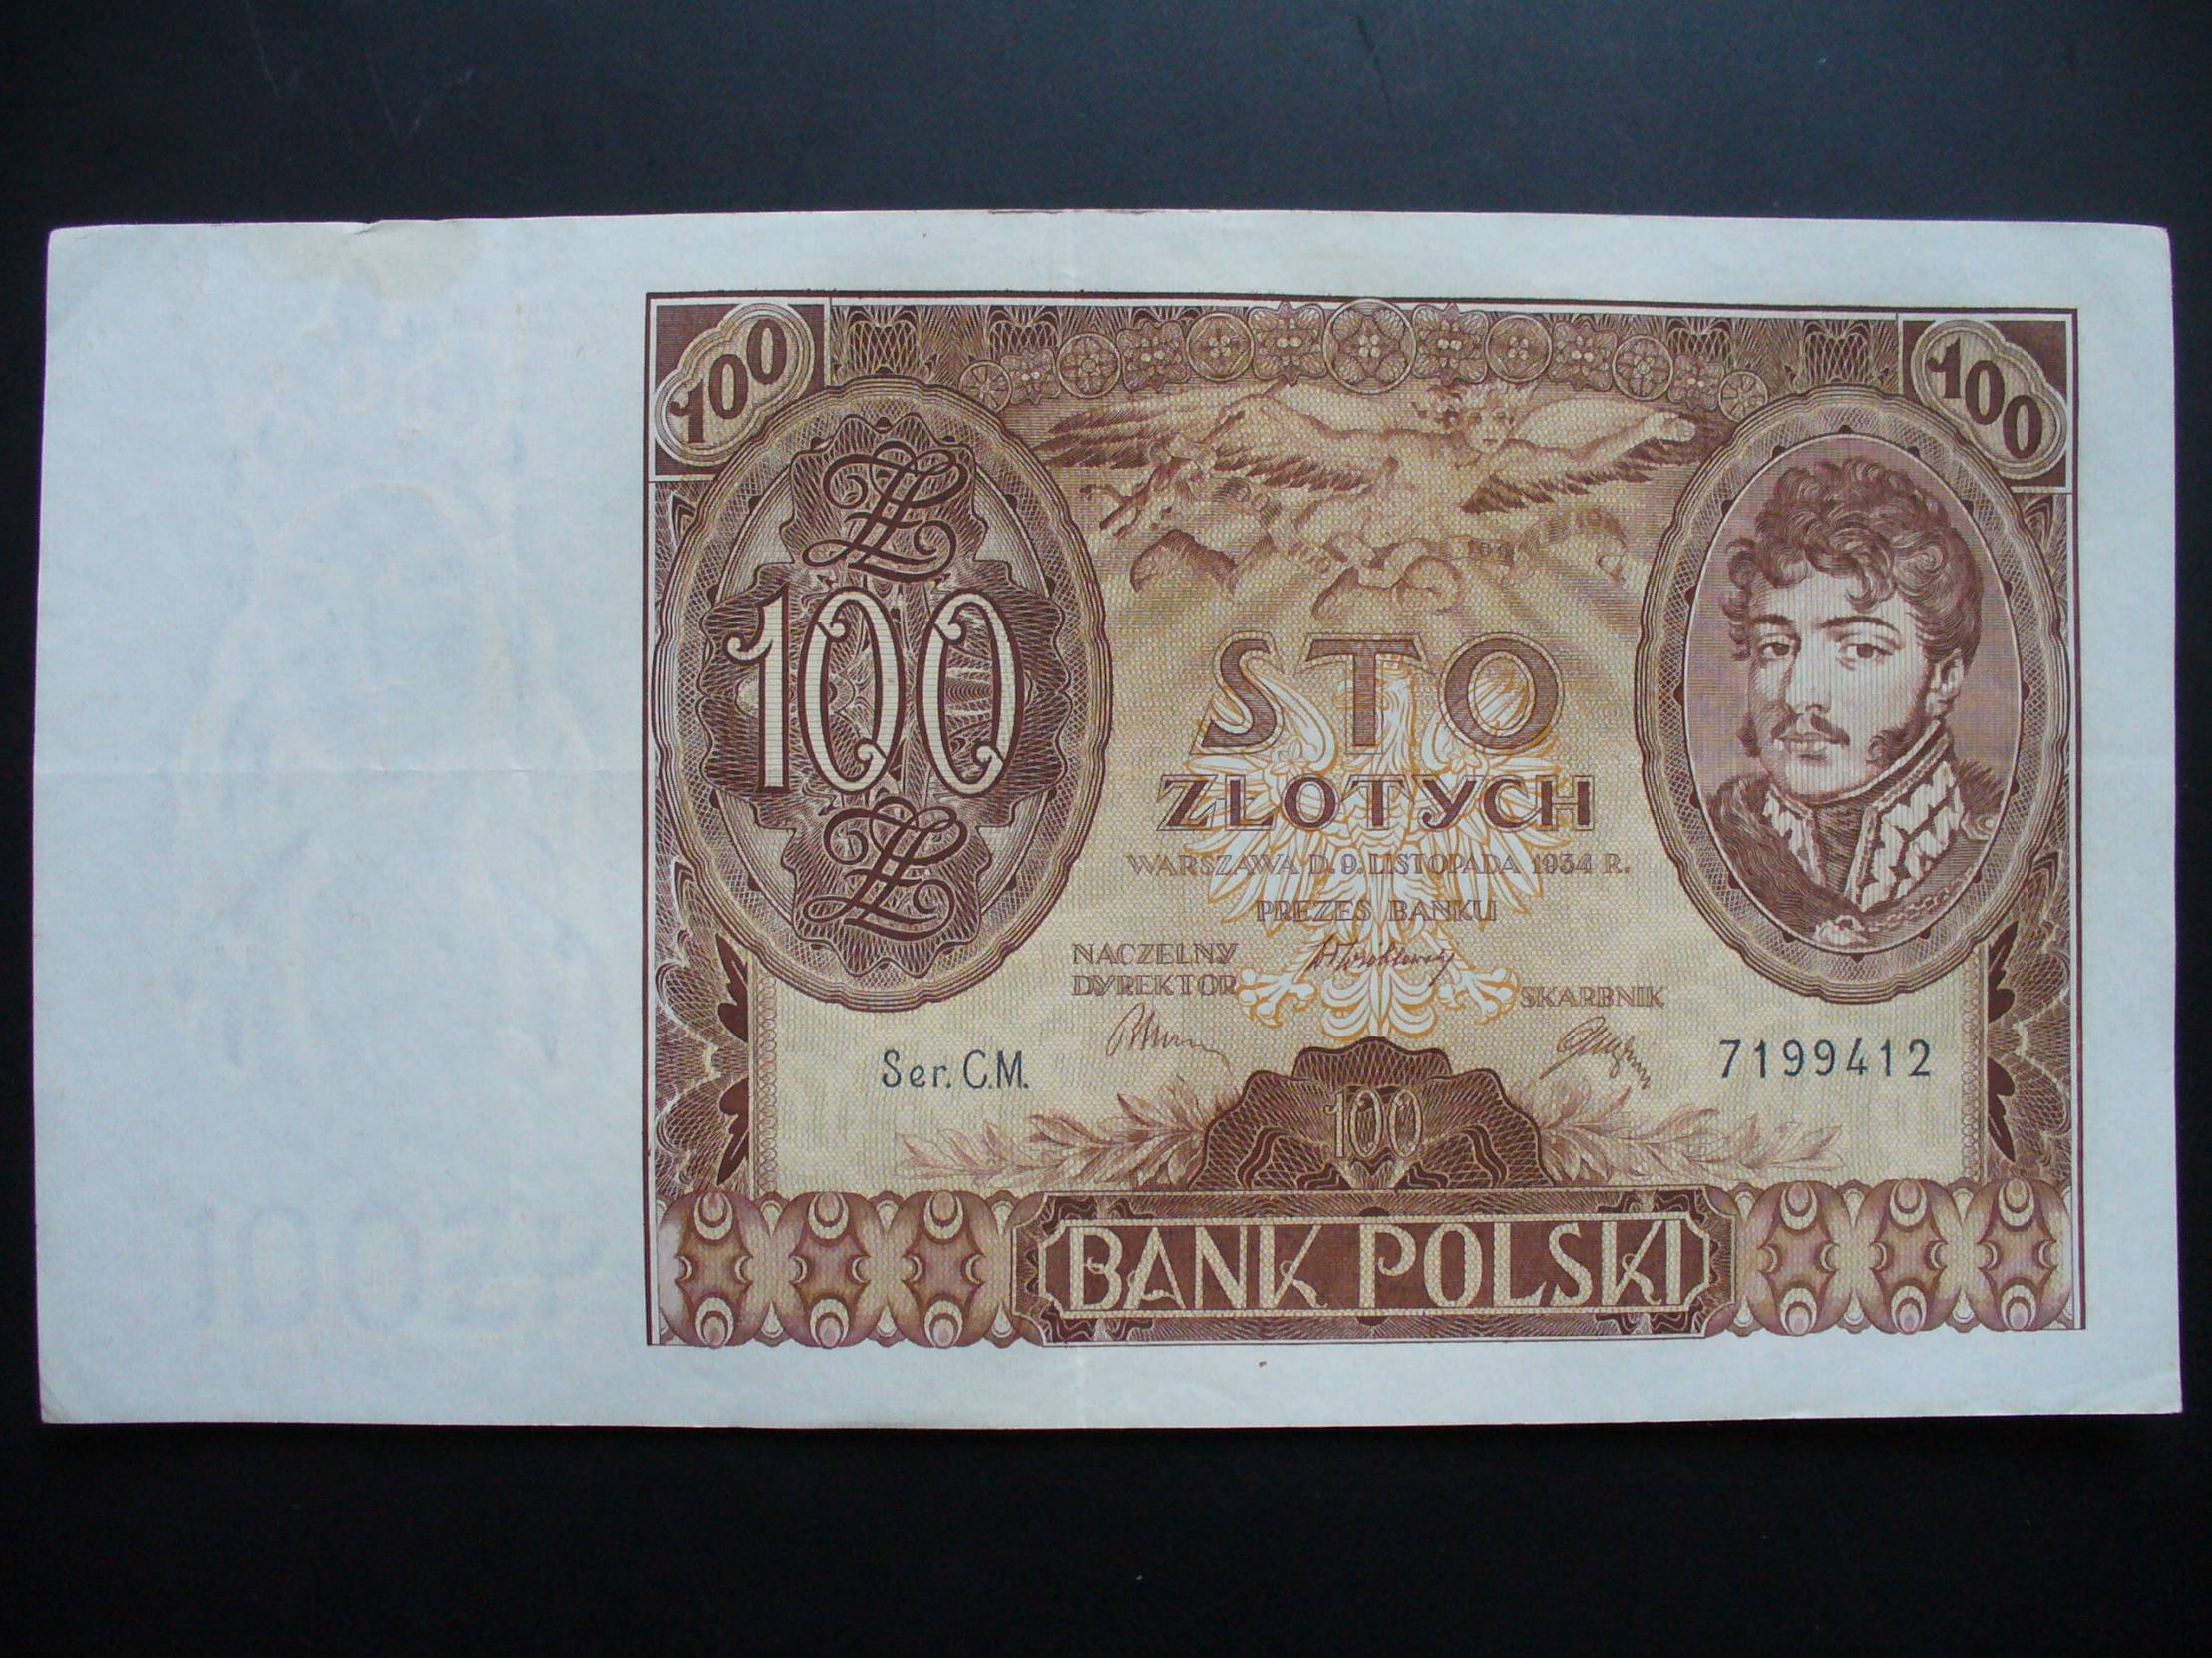 100
100
100
STO
ZŁOTYCH
WARSZAWA D.9.LISTOPADA 1934 R.
PREZES BANKU
NACZELNY
DYREKTOR
SKARBNIK
Ser. C.M.
7199412
100
BANK POLSKI